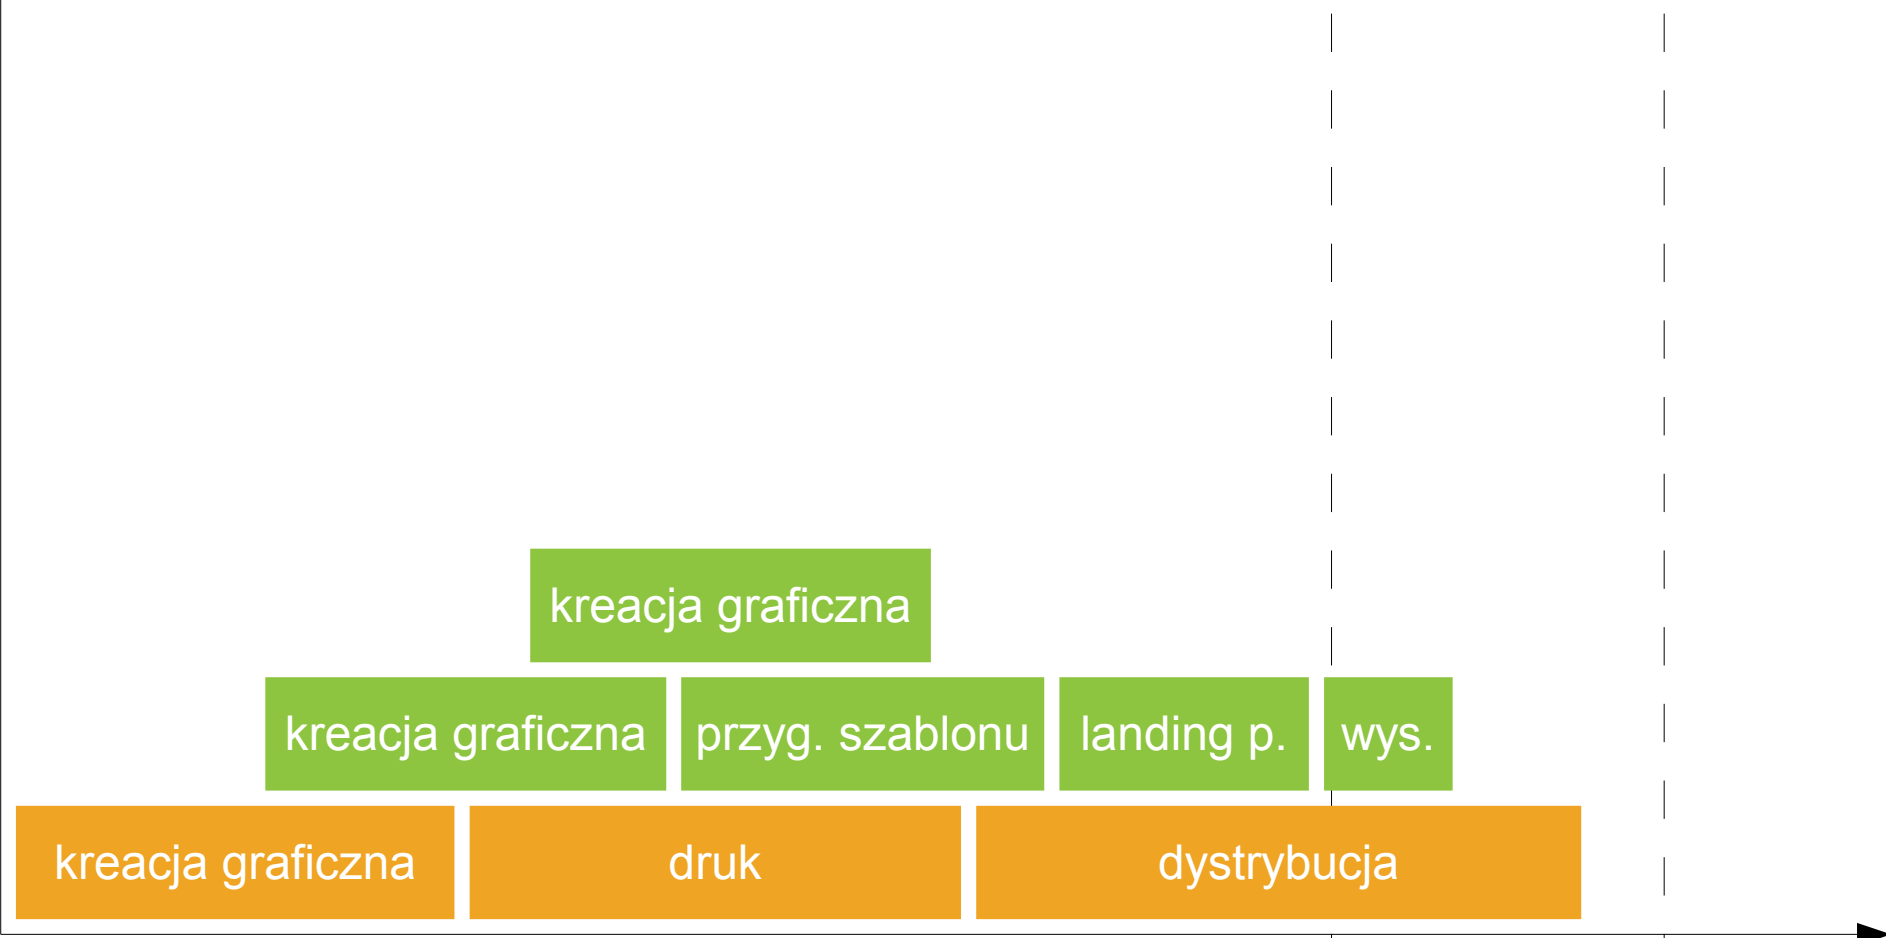 kreacja graficzna
kreacja graficzna
przyg. szablonu
landing p.
wys.
kreacja graficzna
druk
dystrybucja